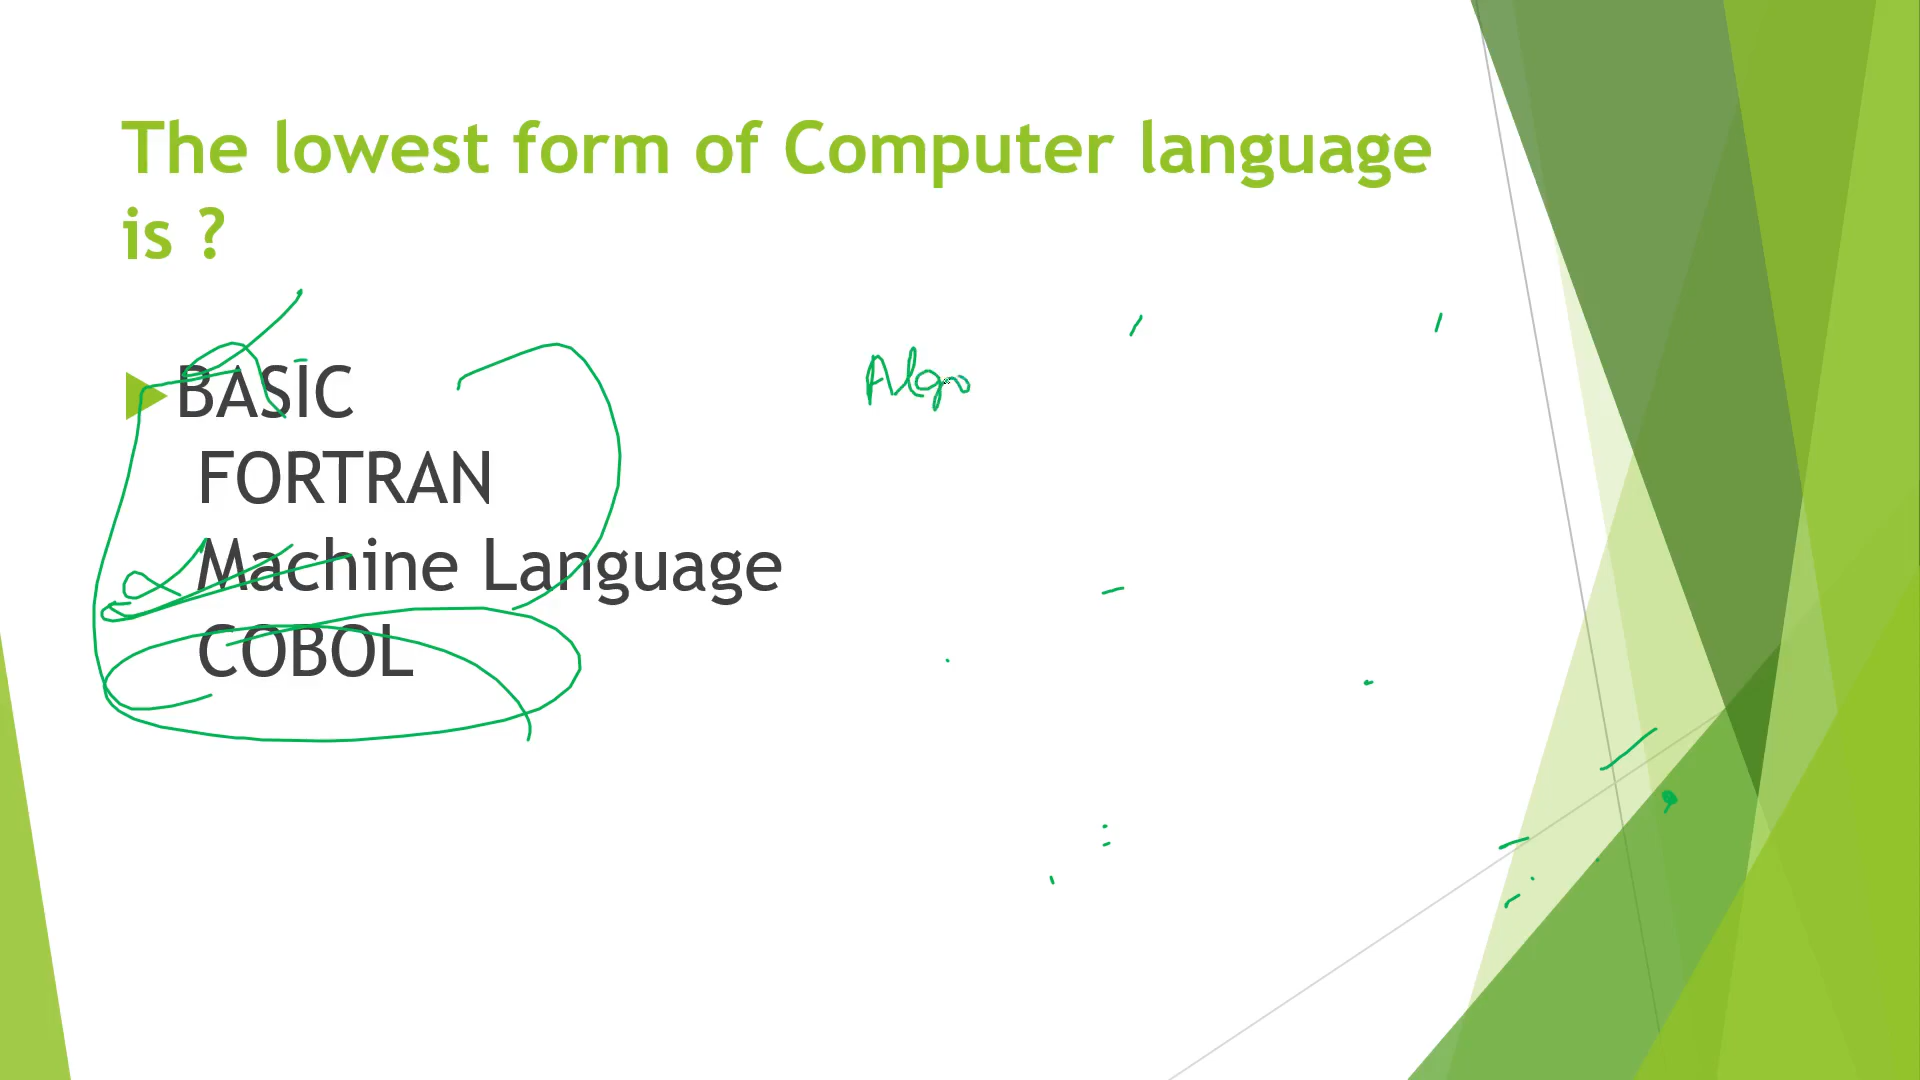 The lowest form of Computer language
is ?
BASIC
Algo
FORTRAN
Machine Language
COBOL